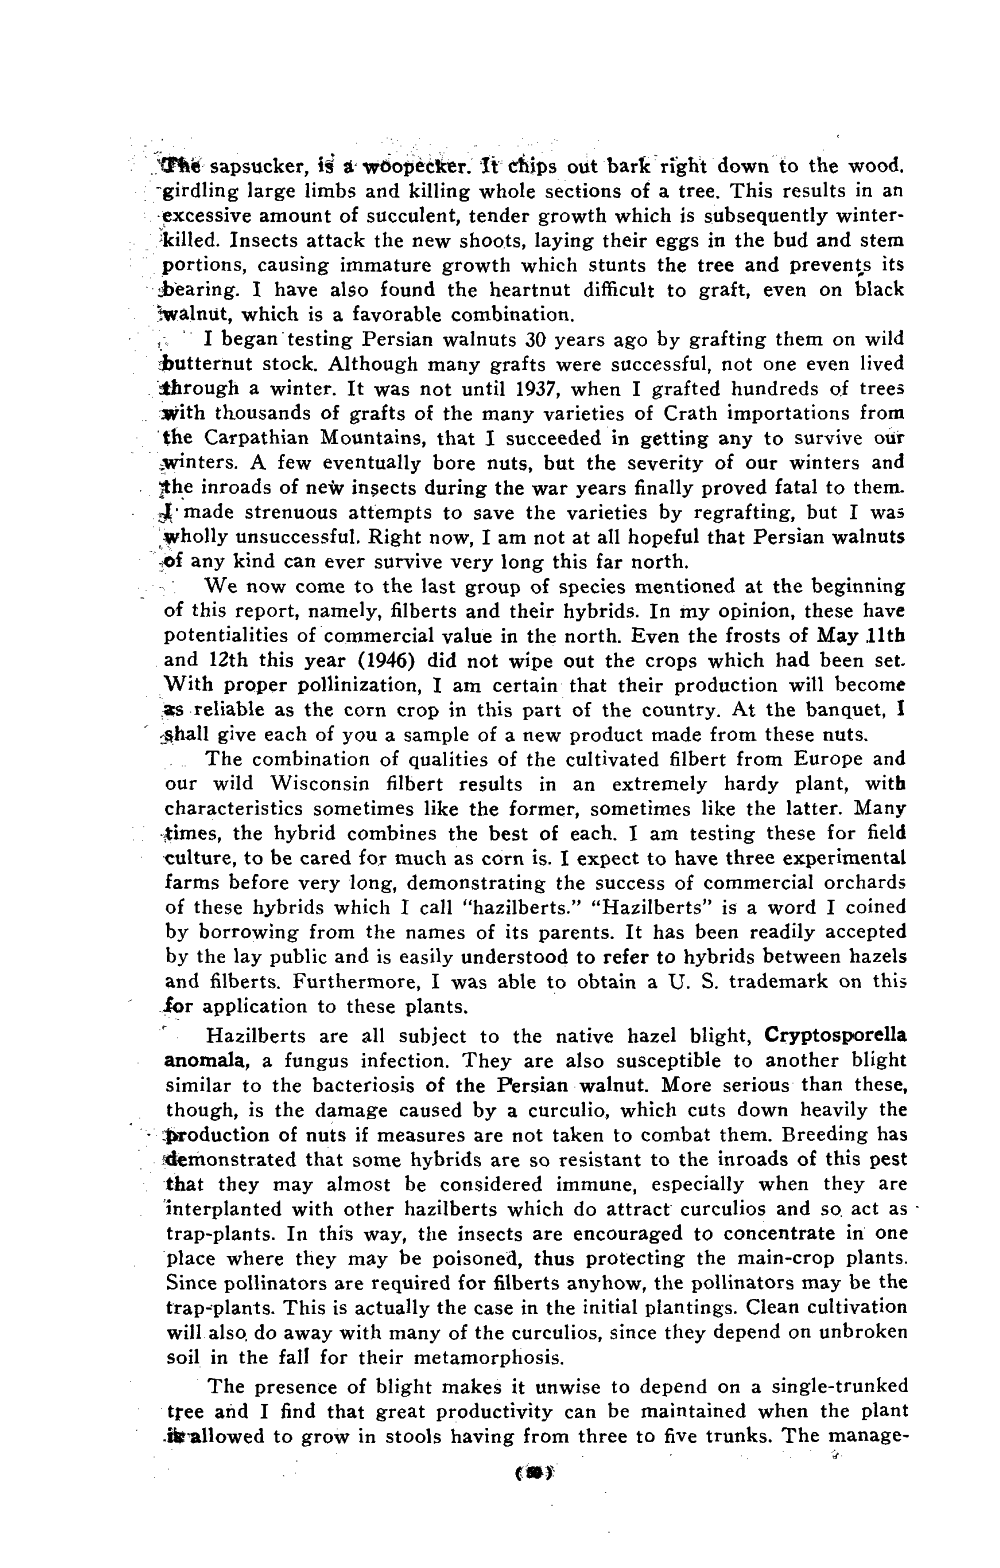 The sapsucker, is a woopecker. It chips out bark right down to the wood.
girdling large limbs and killing whole sections of a tree. This results in an
excessive amount of succulent, tender growth which is subsequently winter-
killed. Insects attack the new shoots, laying their eggs in the bud and stem
portions, causing immature growth which stunts the tree and prevents its
bearing. I have also found the heartnut difficult to graft, even on black
walnut, which is a favorable combination.
I began testing Persian walnuts 30 years ago by grafting them on wild
butternut stock. Although many grafts were successful, not one even lived
through a winter. It was not until 1937, when I grafted hundreds of trees
with thousands of grafts of the many varieties of Crath importations from
the Carpathian Mountains, that I succeeded in getting any to survive our
winters. A few eventually bore nuts, but the severity of our winters and
the inroads of new insects during the war years finally proved fatal to them.
I made strenuous attempts to save the varieties by regrafting, but I was
wholly unsuccessful. Right now, I am not at all hopeful that Persian walnuts
of any kind can ever survive very long this far north.
We now come to the last group of species mentioned at the beginning
of this report, namely, filberts and their hybrids. In my opinion, these have
potentialities of commercial value in the north. Even the frosts of May 11th
and 12th this year (1946) did not wipe out the crops which had been set.
With proper pollinization, I am certain that their production will become
as reliable as the corn crop in this part of the country. At the banquet, I
shall give each of you a sample of a new product made from these nuts.
The combination of qualities of the cultivated filbert from Europe and
our wild Wisconsin filbert results in an extremely hardy plant, with
characteristics sometimes like the former, sometimes like the latter. Many
times, the hybrid combines the best of each. I am testing these for field
culture, to be cared for much as corn is. I expect to have three experimental
farms before very long, demonstrating the success of commercial orchards
of these hybrids which I call "hazilberts." "Hazilberts" is a word I coined
by borrowing from the names of its parents. It has been readily accepted
by the lay public and is easily understood to refer to hybrids between hazels
and filberts. Furthermore, I was able to obtain a U. S. trademark on this
for application to these plants.
Hazilberts are all subject to the native hazel blight, Cryptosporella
anomala, a fungus infection. They are also susceptible to another blight
similar to the bacteriosis of the Persian walnut. More serious than these,
though, is the damage caused by a curculio, which cuts down heavily the
production of nuts if measures are not taken to combat them. Breeding has
demonstrated that some hybrids are so resistant to the inroads of this pest
that they may almost be considered immune, especially when they are
interplanted with other hazilberts which do attract curculios and so act as
trap-plants. In this way, the insects are encouraged to concentrate in one
place where they may be poisoned, thus protecting the main-crop plants.
Since pollinators are required for filberts anyhow, the pollinators may be the
trap-plants. This is actually the case in the initial plantings. Clean cultivation
will also do away with many of the curculios, since they depend on unbroken
soil in the fall for their metamorphosis.
The presence of blight makes it unwise to depend on a single-trunked
tree and I find that great productivity can be maintained when the plant
is allowed to grow in stools having from three to five trunks. The manage-